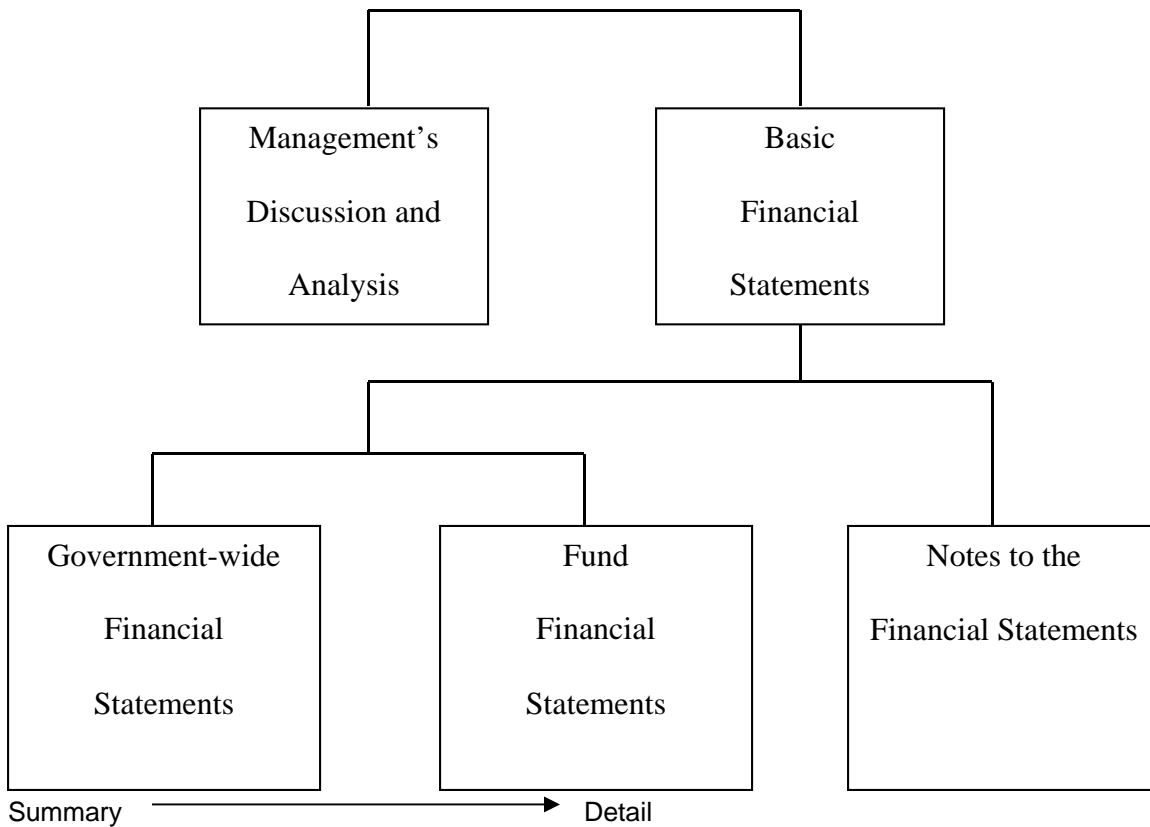 Management’s
Discussion and
Analysis
Basic
Financial
Statements
Government-wide
Financial
Statements
Fund
Financial
Statements
Notes to the
Financial Statements
Summary
Detail